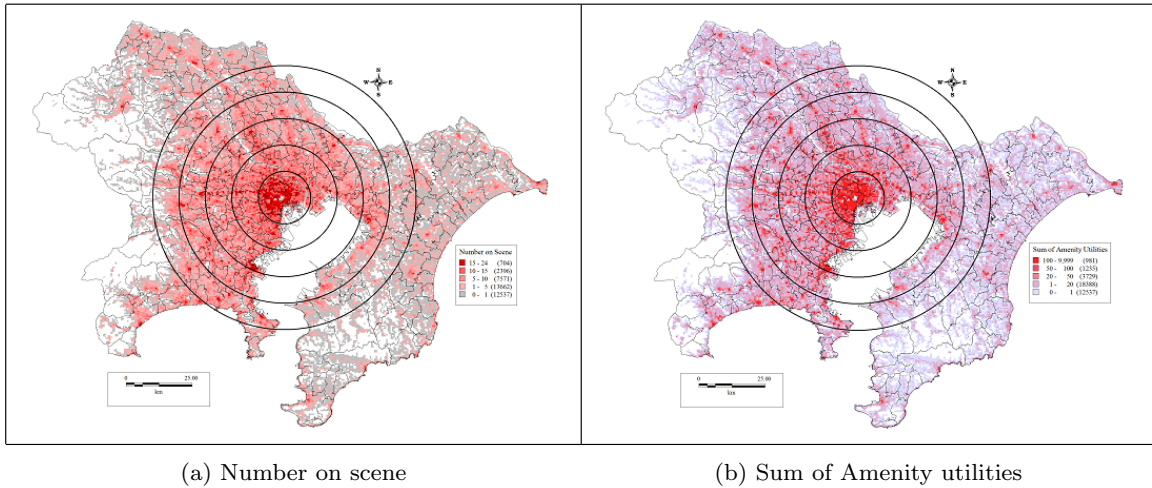 N
W E
S
Number on Scene
15 - 24 (704)
10 - 15 (2306)
5 - 10 (7571)
1 - 5 (13662)
0 - 1 (12537)
0 25.00
km
N
W E
S
Sum of Amenity Utilities
100 - 9,999 (981)
50 - 100 (1235)
20 - 50 (3729)
1 - 20 (18388)
0 - 1 (12537)
0 25.00
km
(a) Number on scene
(b) Sum of Amenity utilities